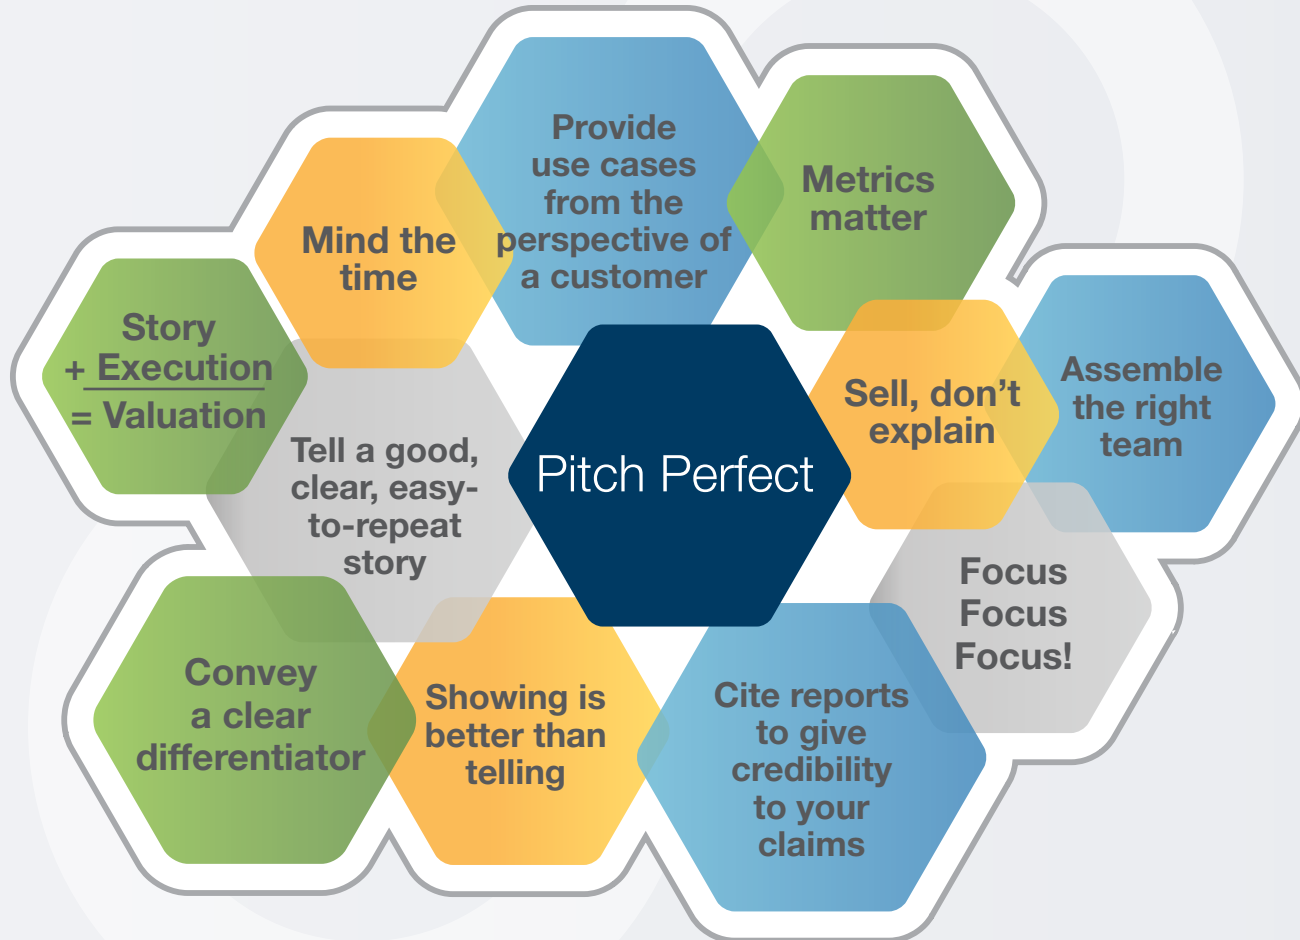 Provide
use cases
from the
perspective of
a customer
Metrics
matter
Mind the
time
Story
+ Execution
= Valuation
Sell, don’t
explain
Assemble
the right
team
Tell a good,
clear, easy-
to-repeat
story
Pitch Perfect
Focus
Focus
Focus!
Convey
a clear
differentiator
Showing is
better than
telling
Cite reports
to give
credibility
to your
claims